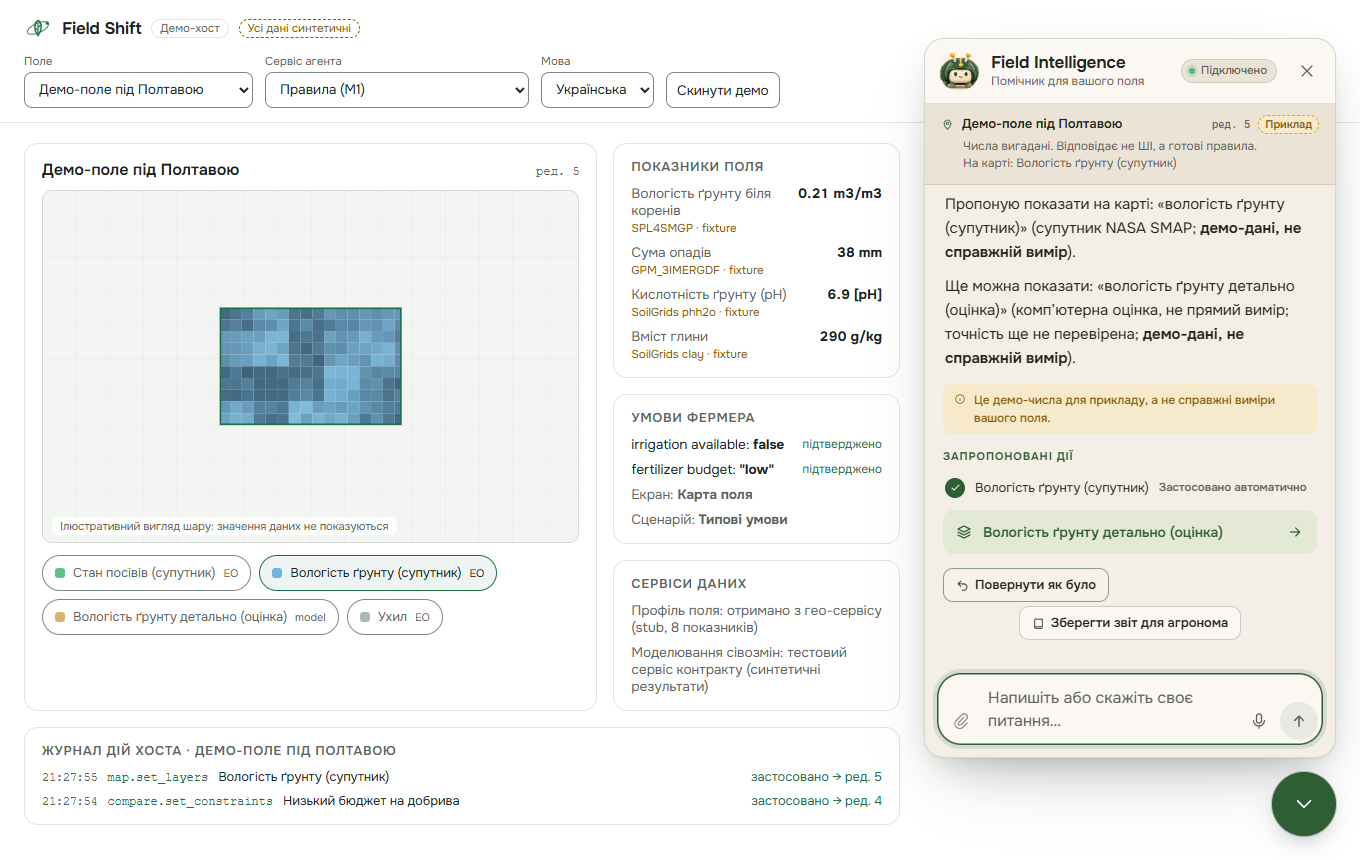 Field Shift
Демо-хост
Усі дані синтетичні
Поле
Сервіс агента
Мова
Демо-поле під Полтавою
Правила (M1)
Українська
Скинути демо
Демо-поле під Полтавою
ред. 5
Ілюстративний вигляд шару: значення даних не показуються
Стан посівів (супутник) EO
Вологість ґрунту (супутник) EO
Вологість ґрунту детально (оцінка) model
Ухил EO
ПОКАЗНИКИ ПОЛЯ
Вологість ґрунту біля
коренів
0.21 m3/m3
SPL4SMGP · fixture
Сума опадів
38 mm
GPM_3IMERGDF · fixture
Кислотність ґрунту (pH)
6.9 [pH]
SoilGrids phh2o · fixture
Вміст глини
290 g/kg
SoilGrids clay · fixture
УМОВИ ФЕРМЕРА
irrigation available: false
підтверджено
fertilizer budget: "low"
підтверджено
Екран: Карта поля
Сценарій: Типові умови
СЕРВІСИ ДАНИХ
Профіль поля: отримано з гео-сервісу
(stub, 8 показників)
Моделювання сівозмін: тестовий
сервіс контракту (синтетичні
результати)
ЖУРНАЛ ДІЙ ХОСТА · ДЕМО-ПОЛЕ ПІД ПОЛТАВОЮ
21:27:55 map.set_layers Вологість ґрунту (супутник)
застосовано → ред. 5
21:27:54 compare.set_constraints Низький бюджет на добрива
застосовано → ред. 4
Field Intelligence
Помічник для вашого поля
Підключено
Демо-поле під Полтавою
ред. 5
Приклад
Числа вигадані. Відповідає не ШІ, а готові правила.
На карті: Вологість ґрунту (супутник)
Пропоную показати на карті: «вологість ґрунту
(супутник)» (супутник NASA SMAP; демо-дані, не
справжній вимір).
Ще можна показати: «вологість ґрунту детально
(оцінка)» (комп’ютерна оцінка, не прямий вимір;
точність ще не перевірена; демо-дані, не
справжній вимір).
Це демо-числа для прикладу, а не справжні виміри
вашого поля.
ЗАПРОПОНОВАНІ ДІЇ
Вологість ґрунту (супутник) Застосовано автоматично
Вологість ґрунту детально (оцінка)
Повернути як було
Зберегти звіт для агронома
Напишіть або скажіть своє
питання...